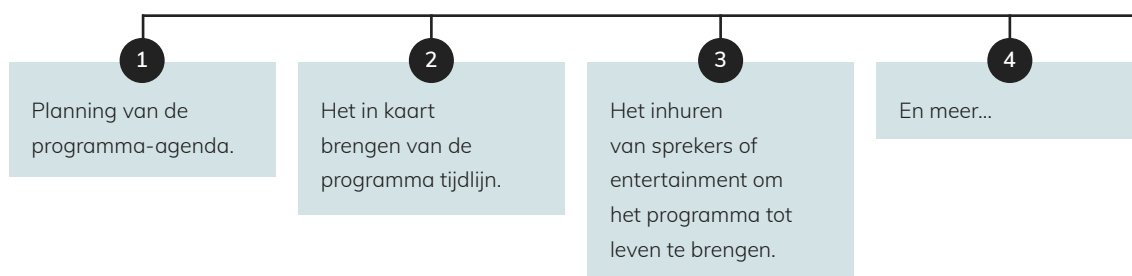 1
Planning van de
programma-agenda.
2
Het in kaart
brengen van de
programma tijdlijn.
3
Het inhuren
van sprekers of
entertainment om
het programma tot
leven te brengen.
4
En meer...